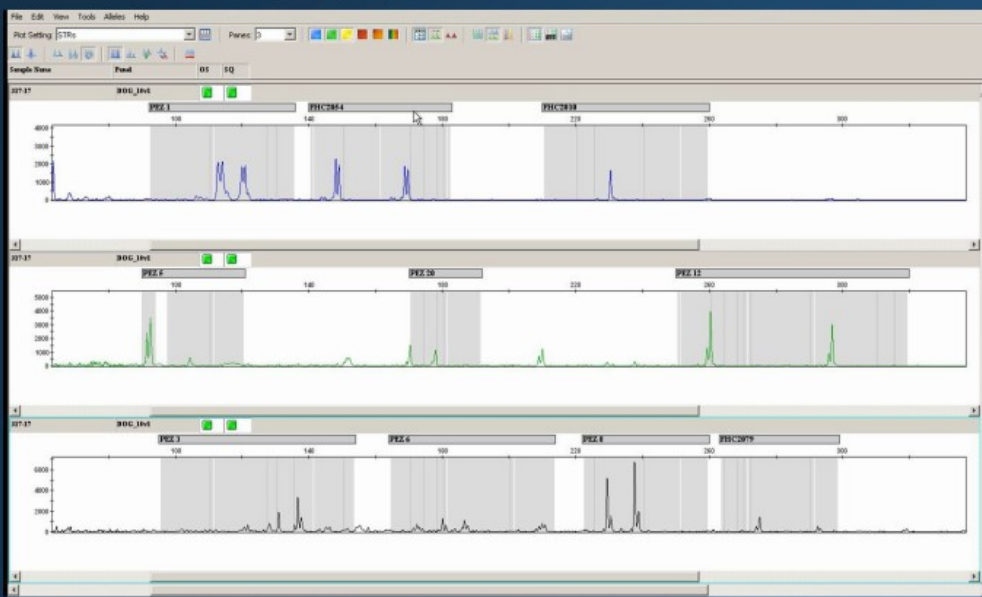 File Edit View Tools Alleles Help
Plot Setting: STRs Panes: 3
Sample Name Panel OS SQ
DOG_10v1
PEZ 1 FHC2054 FHC2010
100 140 180 220 260 300
4000
3000
2000
1000
0
DOG_10v1
PEZ 5 PEZ 20 PEZ 12
100 140 180 220 260 300
5000
4000
3000
2000
1000
0
DOG_10v1
PEZ 3 PEZ 6 PEZ 8 FHC2079
100 140 180 220 260 300
6000
4000
2000
0